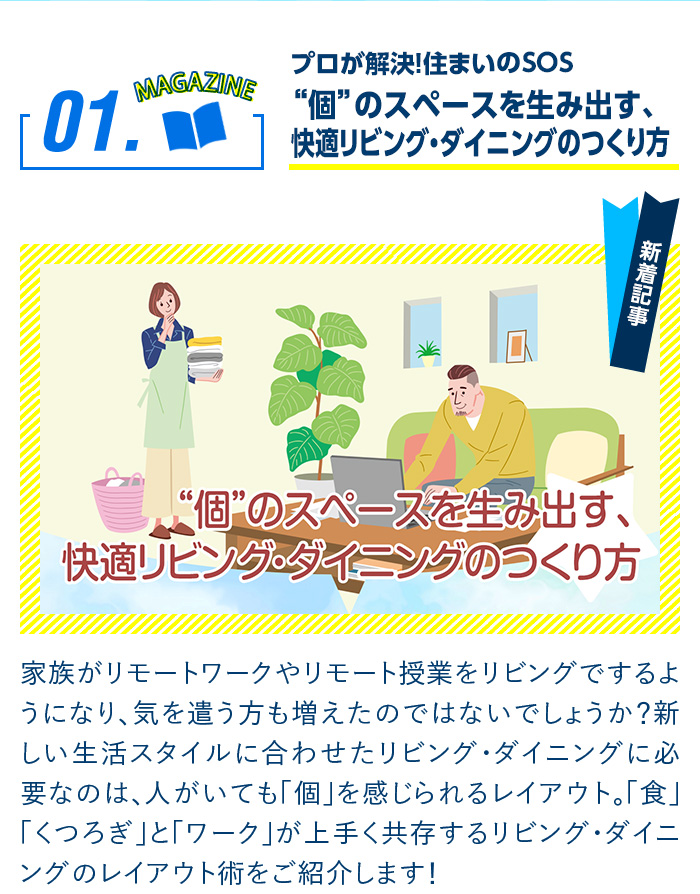 01.
MAGAZINE
プロが解決!住まいのSOS
“個”のスペースを生み出す、
快適リビング・ダイニングのつくり方
新着記事
“個”のスペースを生み出す、
快適リビング・ダイニングのつくり方
家族がリモートワークやリモート授業をリビングでするよ
うになり、気を遣う方も増えたのではないでしょうか?新
しい生活スタイルに合わせたリビング・ダイニングに必
要なのは、人がいても「個」を感じられるレイアウト。「食」
「くつろぎ」と「ワーク」が上手く共存するリビング・ダイニ
ングのレイアウト術をご紹介します!